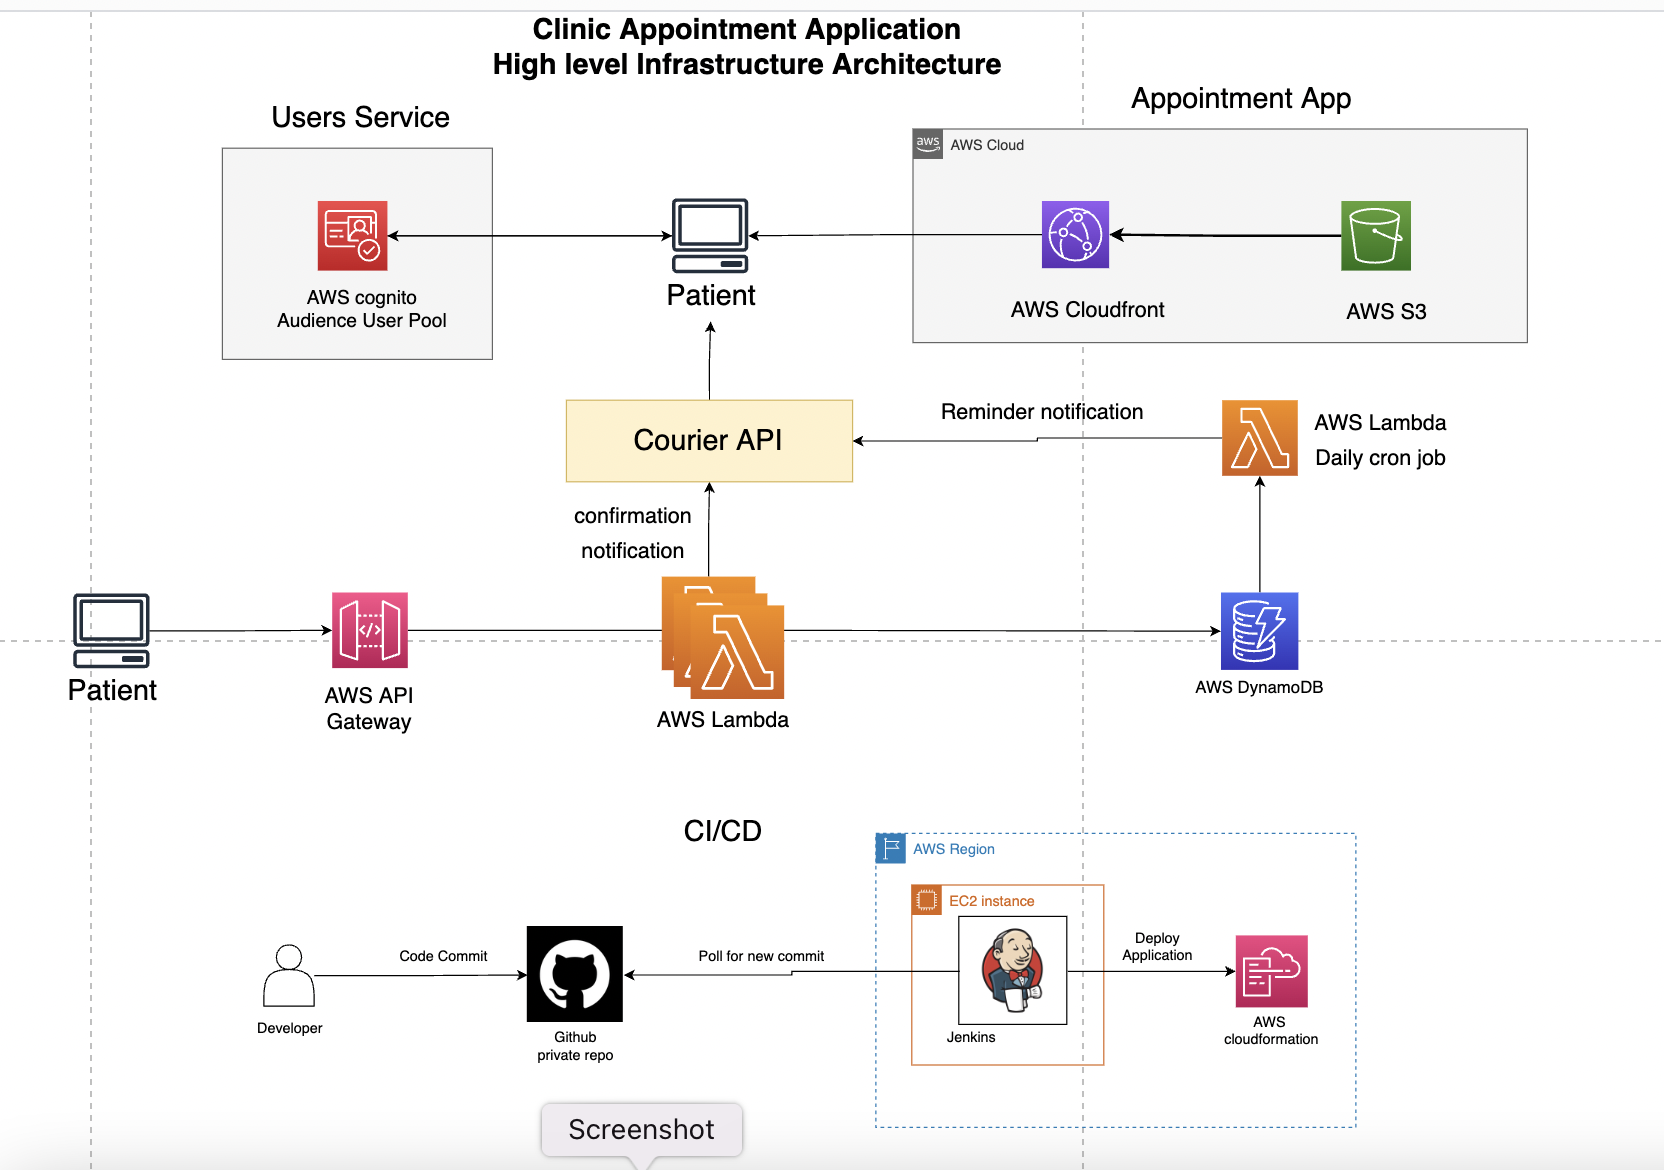 Clinic Appointment Application
High level Infrastructure Architecture
Users Service
Appointment App
aws
AWS Cloud
AWS cognito
Audience User Pool
Patient
AWS Cloudfront
AWS S3
Courier API
Reminder notification
AWS Lambda
Daily cron job
confirmation
notification
Patient
AWS API
Gateway
</>
AWS Lambda
AWS DynamoDB
CI/CD
AWS Region
EC2 instance
Code Commit
Poll for new commit
Deploy
Application
Developer
Github
private repo
Jenkins
AWS
cloudformation
Screenshot